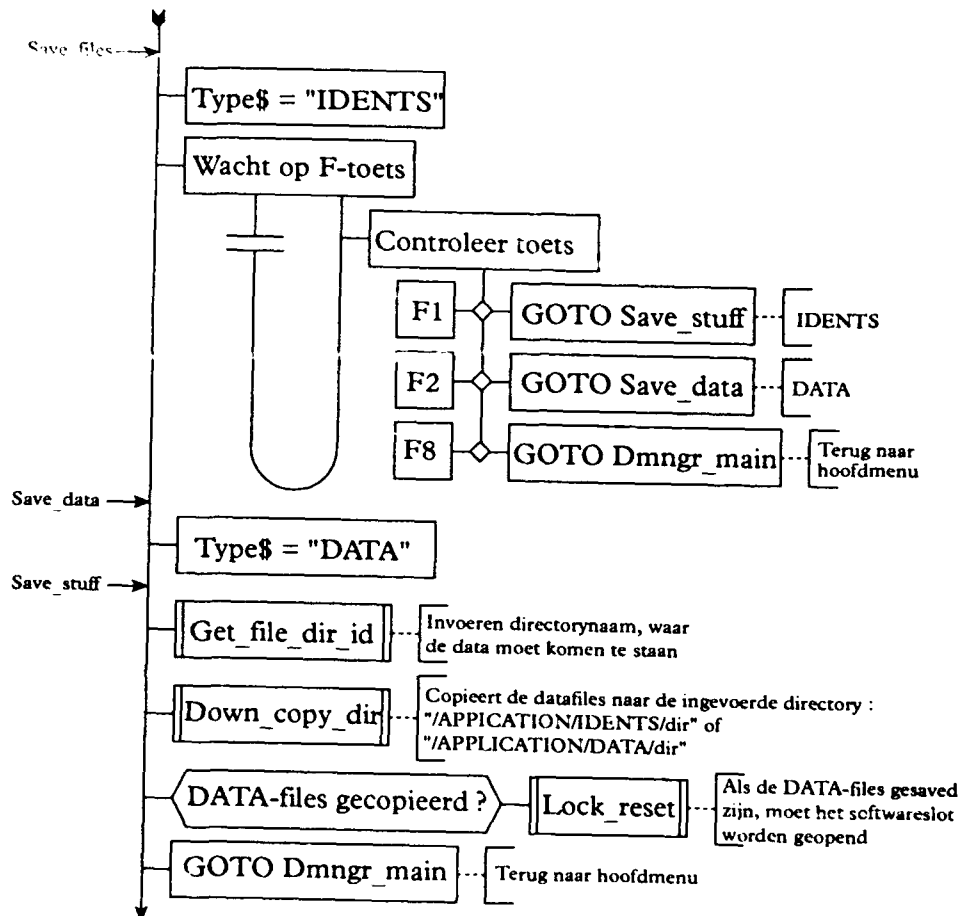 Save_files
Type$ = "IDENTS"
Wacht op F-toets
Controleer toets
F1
GOTO Save_stuff
IDENTS
F2
GOTO Save_data
DATA
F8
GOTO Dmngr_main
Terug naar
hoofdmenu
Save_data
Type$ = "DATA"
Save_stuff
Get_file_dir_id
Invoeren directorynaam, waar
de data moet komen te staan
Down_copy_dir
Copieert de datafiles naar de ingevoerde directory :
"/APPICATION/IDENTS/dir" of
"/APPLICATION/DATA/dir"
DATA-files gecopieerd ?
Lock_reset
Als de DATA-files gesaved
zijn, moet het softwareslot
worden geopend
GOTO Dmngr_main
Terug naar hoofdmenu